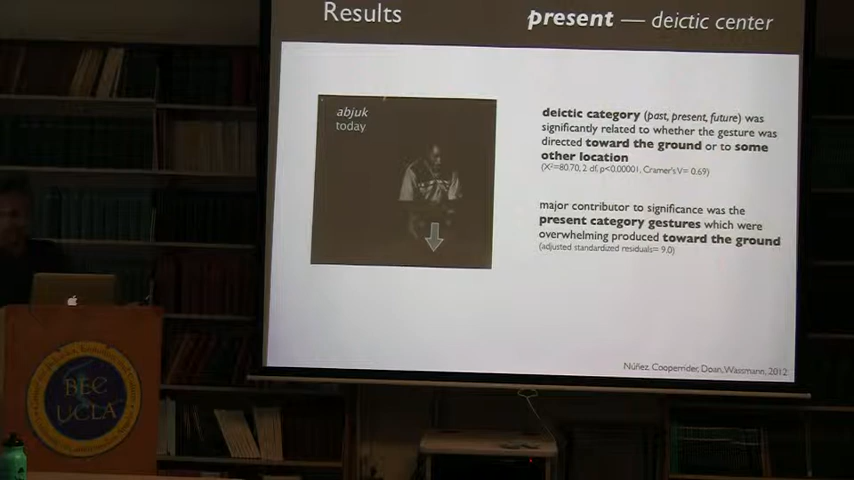 Results
present — deictic center
abjuk
today
deictic category (past, present, future) was
significantly related to whether the gesture was
directed toward the ground or to some
other location
(X²=80.70, 2 df, p<0.00001, Cramer's V= 0.69)
major contributor to significance was the
present category gestures which were
overwhelming produced toward the ground
(adjusted standardized residuals= 9.0)
Núñez, Cooperrider, Doan, Wassmann, 2012
BEC
UCLA